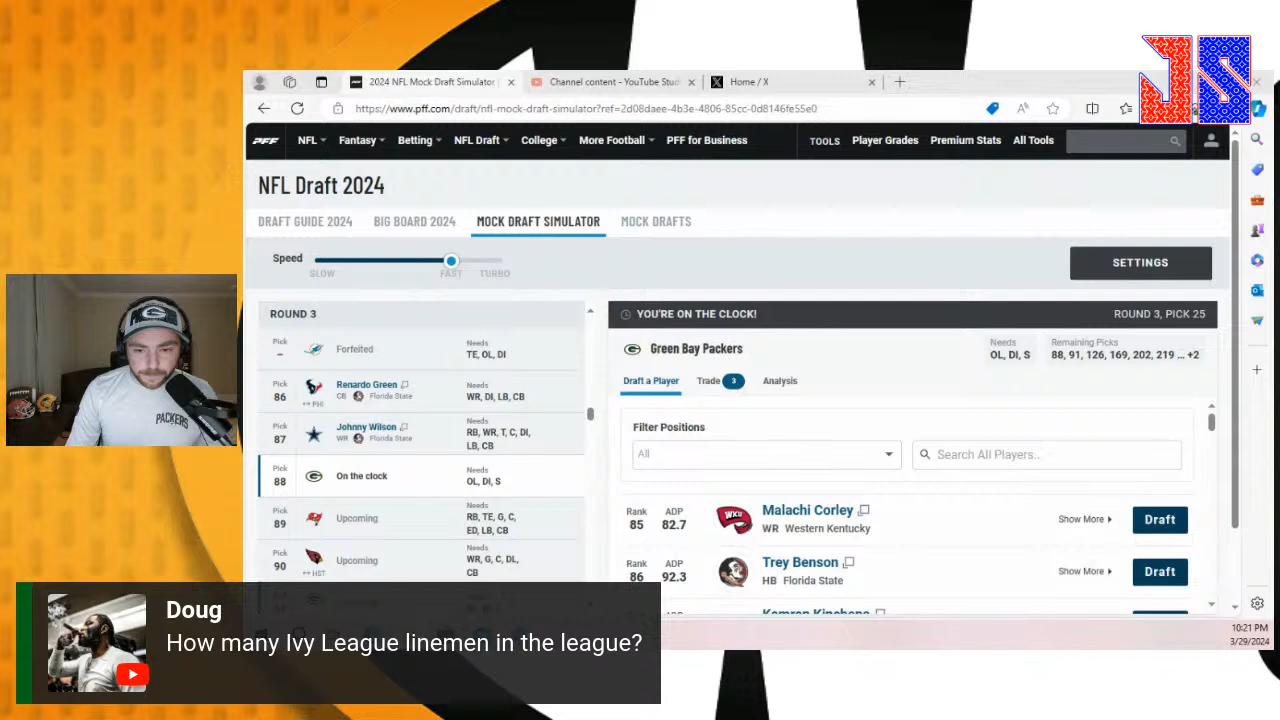 JS
2024 NFL Mock Draft Simulator
Channel content - YouTube Stud
Home / X
https://www.pff.com/draft/nfl-mock-draft-simulator?ref=2d08daee-4b3e-4806-85cc-0d8146fe55e0
PFF NFL Fantasy Betting NFL Draft College More Football PFF for Business TOOLS Player Grades Premium Stats All Tools
NFL Draft 2024
DRAFT GUIDE 2024 BIG BOARD 2024 MOCK DRAFT SIMULATOR MOCK DRAFTS
Speed
SLOW FAST TURBO
SETTINGS
ROUND 3
Pick
–
Forfeited
Needs
TE, OL, DI
Pick
86
↔ PHI
Renardo Green
CB Florida State
Needs
WR, DI, LB, CB
Pick
87
Johnny Wilson
WR Florida State
Needs
RB, WR, T, C, DI,
LB, CB
Pick
88
On the clock
Needs
OL, DI, S
Pick
89
Upcoming
Needs
RB, TE, G, C,
ED, LB, CB
Pick
90
↔ HST
Upcoming
Needs
WR, G, C, DL,
CB
YOU'RE ON THE CLOCK!
ROUND 3, PICK 25
Green Bay Packers
Needs
OL, DI, S
Remaining Picks
88, 91, 126, 169, 202, 219 ... +2
Draft a Player Trade 3 Analysis
Filter Positions
All
Search All Players..
Rank
85
ADP
82.7
WKU
Malachi Corley
WR Western Kentucky
Show More
Draft
Rank
86
ADP
92.3
Trey Benson
HB Florida State
Show More
Draft
PACKERS
Doug
How many Ivy League linemen in the league?
10:21 PM
3/29/2024